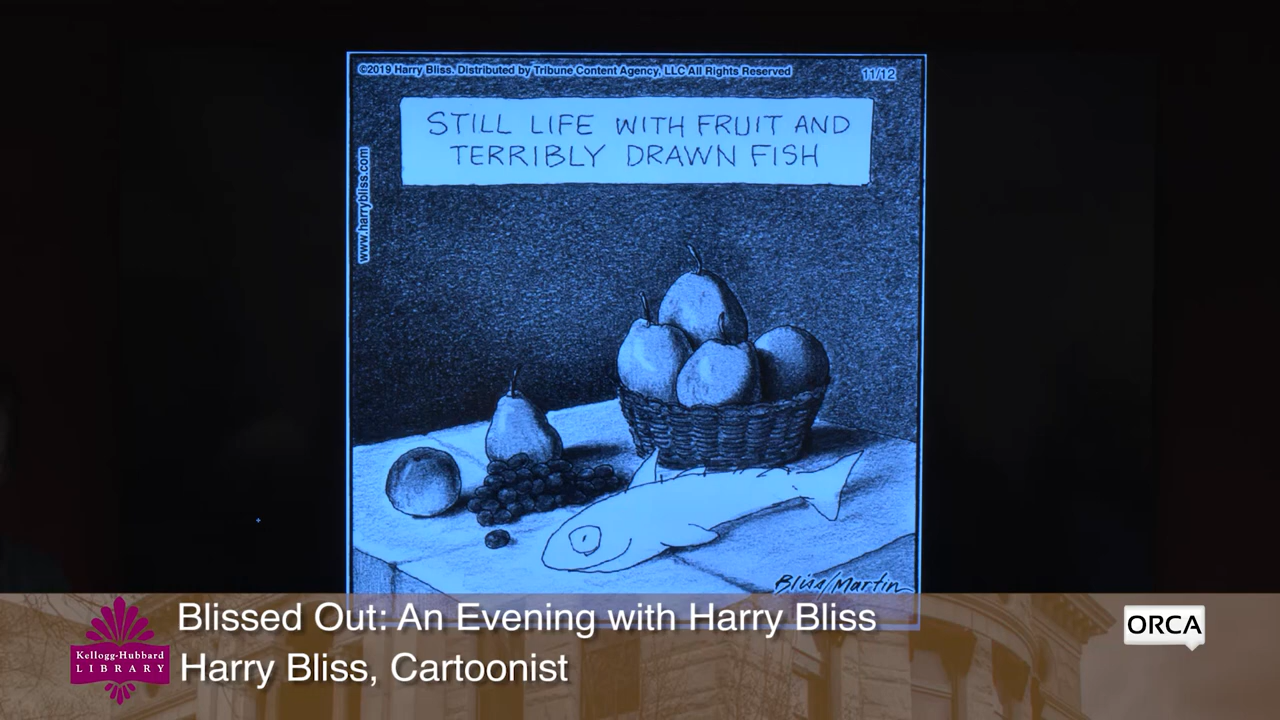 ©2019 Harry Bliss. Distributed by Tribune Content Agency, LLC All Rights Reserved
11/12
www.harrybliss.com
STILL LIFE WITH FRUIT AND
TERRIBLY DRAWN FISH
Bliss/Martin
Blissed Out: An Evening with Harry Bliss
Harry Bliss, Cartoonist
Kellogg-Hubbard
LIBRARY
ORCA